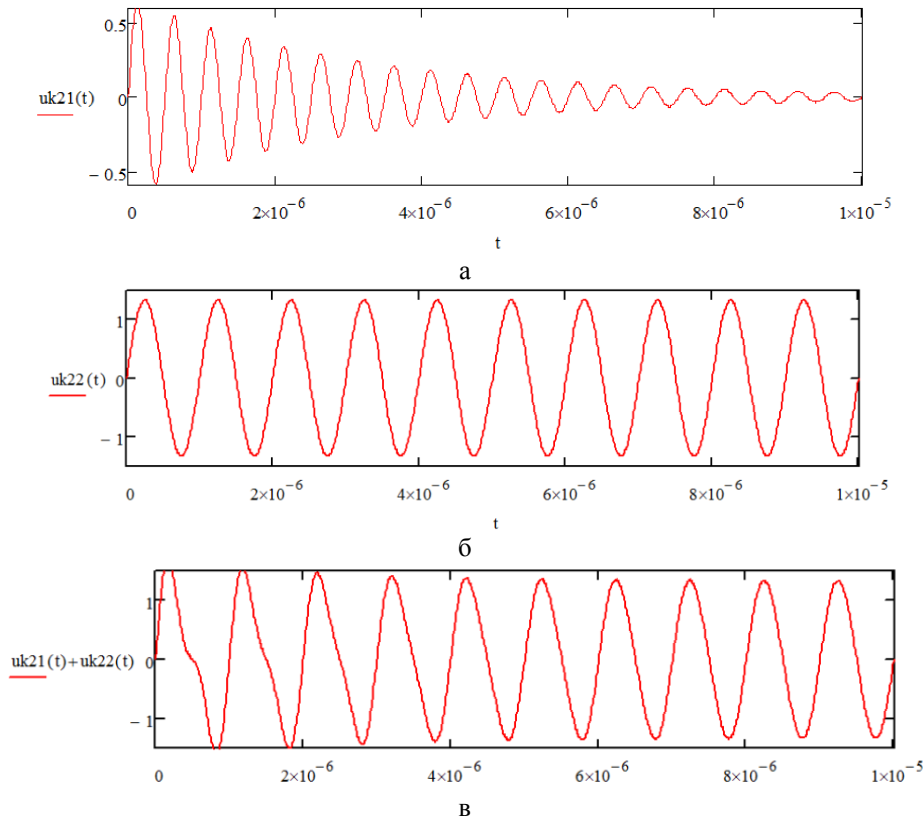 0.5
uk21(t) 0
− 0.5
0 2×10⁻⁶ 4×10⁻⁶ 6×10⁻⁶ 8×10⁻⁶ 1×10⁻⁵
t
а
1
uk22(t) 0
− 1
0 2×10⁻⁶ 4×10⁻⁶ 6×10⁻⁶ 8×10⁻⁶ 1×10⁻⁵
t
б
1
uk21(t)+uk22(t) 0
− 1
0 2×10⁻⁶ 4×10⁻⁶ 6×10⁻⁶ 8×10⁻⁶ 1×10⁻⁵
в